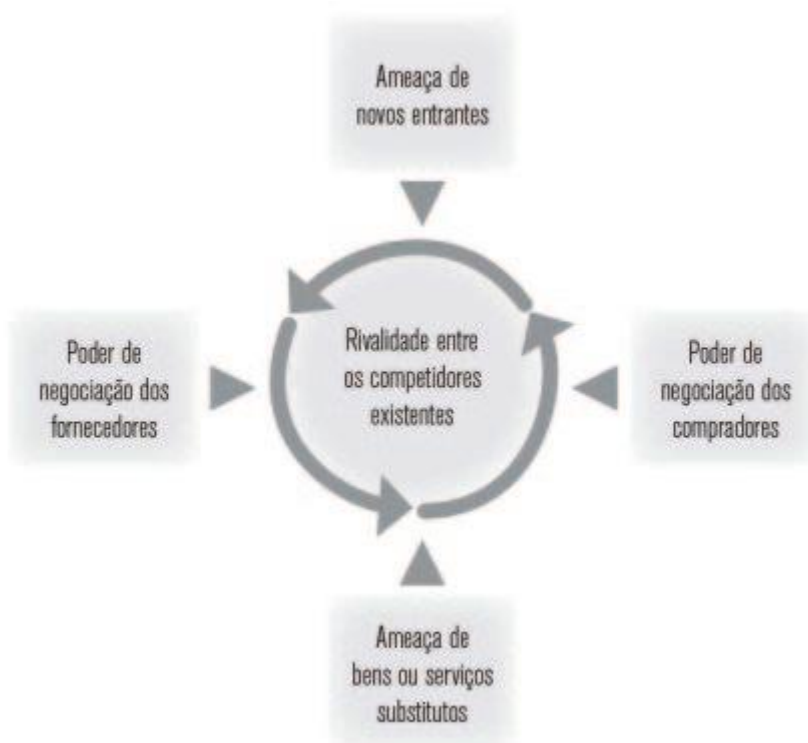 Ameaça de
novos entrantes
Poder de
negociação dos
fornecedores
Rivalidade entre
os competidores
existentes
Poder de
negociação dos
compradores
Ameaça de
bens ou serviços
substitutos